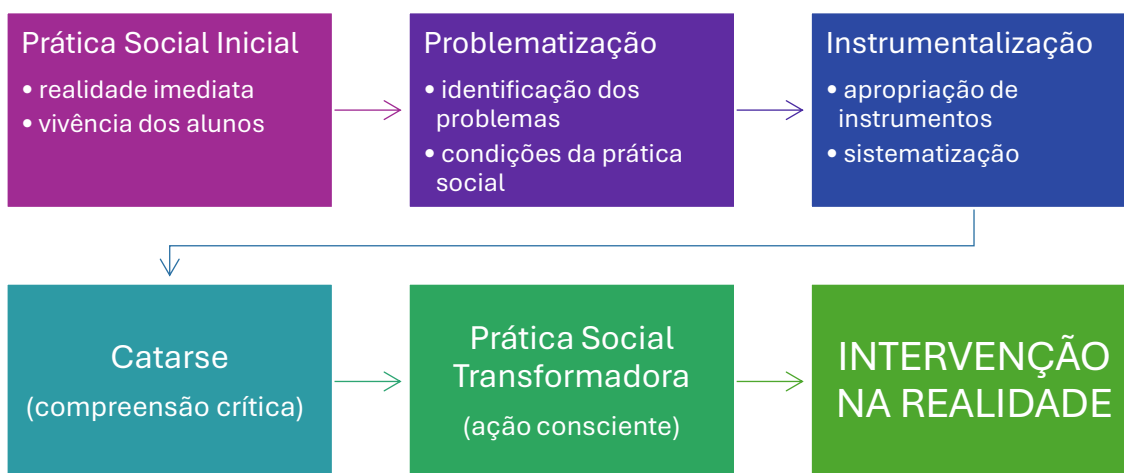 Prática Social Inicial
• realidade imediata
• vivência dos alunos
Problematização
• identificação dos
problemas
• condições da prática
social
Instrumentalização
• apropriação de
instrumentos
• sistematização
Catarse
(compreensão crítica)
Prática Social
Transformadora
(ação consciente)
INTERVENÇÃO
NA REALIDADE